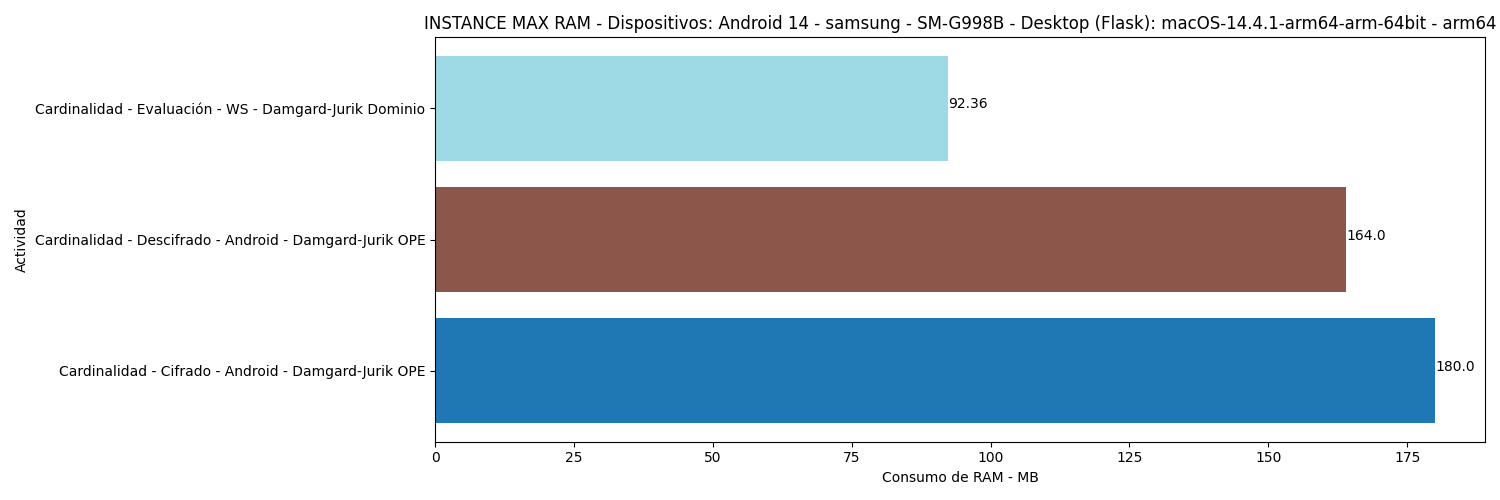 INSTANCE MAX RAM - Dispositivos: Android 14 - samsung - SM-G998B - Desktop (Flask): macOS-14.4.1-arm64-arm-64bit - arm64
Cardinalidad - Evaluación - WS - Damgard-Jurik Dominio
92.36
Actividad
Cardinalidad - Descifrado - Android - Damgard-Jurik OPE
164.0
Cardinalidad - Cifrado - Android - Damgard-Jurik OPE
180.0
0 25 50 75 100 125 150 175
Consumo de RAM - MB